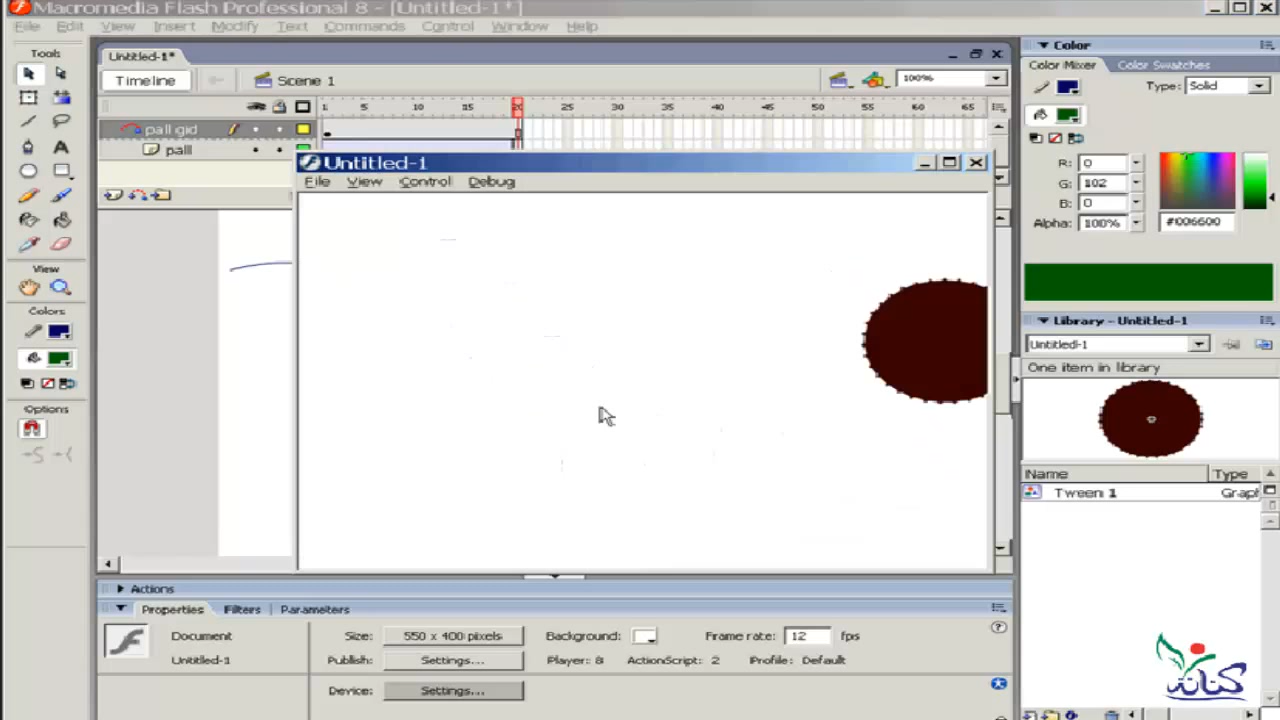 Macromedia Flash Professional 8 - [Untitled-1*]
File Edit View Insert Modify Text Commands Control Window Help
Tools
View
Colors
Options
Untitled-1*
Timeline
Scene 1
100%
1 5 10 15 20 25 30 35 40 45 50 55 60 65
pall gid
pall
Untitled-1
File View Control Debug
Actions
Properties Filters Parameters
Document
Untitled-1
Size: 550 x 400 pixels Background: Frame rate: 12 fps
Publish: Settings... Player: 8 ActionScript: 2 Profile: Default
Device: Settings...
Color
Color Mixer Color Swatches
Type: Solid
R: 0
G: 102
B: 0
Alpha: 100% #006600
Library - Untitled-1
Untitled-1
One item in library
Name Type
Tween 1 Grapl
كنانة